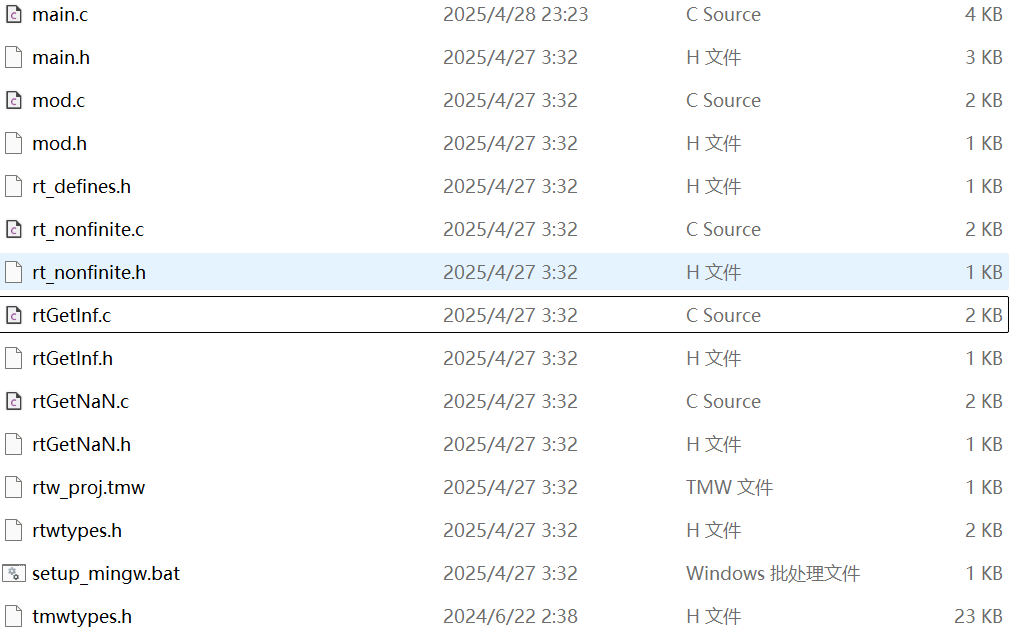 main.c 2025/4/28 23:23 C Source 4 KB
main.h 2025/4/27 3:32 H 文件 3 KB
mod.c 2025/4/27 3:32 C Source 2 KB
mod.h 2025/4/27 3:32 H 文件 1 KB
rt_defines.h 2025/4/27 3:32 H 文件 1 KB
rt_nonfinite.c 2025/4/27 3:32 C Source 2 KB
rt_nonfinite.h 2025/4/27 3:32 H 文件 1 KB
rtGetInf.c 2025/4/27 3:32 C Source 2 KB
rtGetInf.h 2025/4/27 3:32 H 文件 1 KB
rtGetNaN.c 2025/4/27 3:32 C Source 2 KB
rtGetNaN.h 2025/4/27 3:32 H 文件 1 KB
rtw_proj.tmw 2025/4/27 3:32 TMW 文件 1 KB
rtwtypes.h 2025/4/27 3:32 H 文件 2 KB
setup_mingw.bat 2025/4/27 3:32 Windows 批处理文件 1 KB
tmwtypes.h 2024/6/22 2:38 H 文件 23 KB